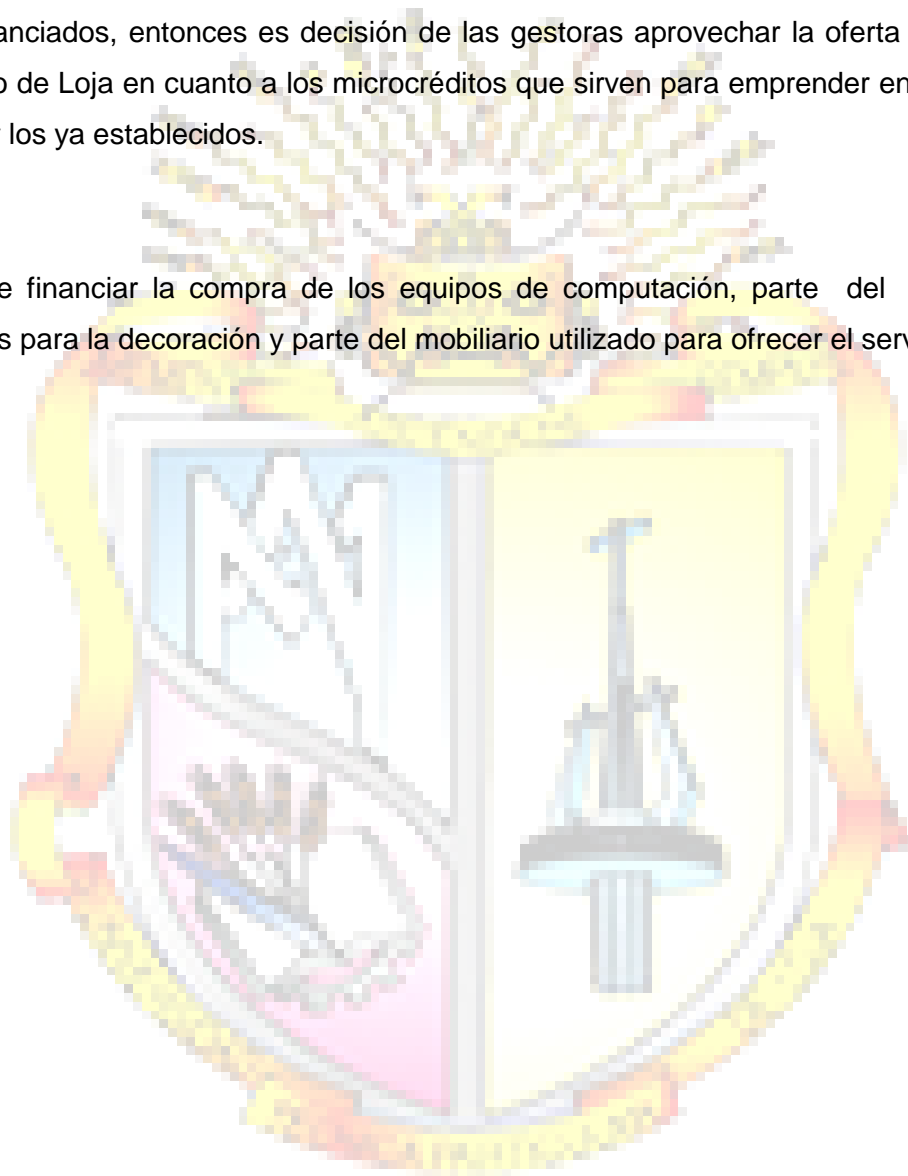 anciados, entonces es decisión de las gestoras aprovechar la oferta
o de Loja en cuanto a los microcréditos que sirven para emprender en
los ya establecidos.
e financiar la compra de los equipos de computación, parte del
s para la decoración y parte del mobiliario utilizado para ofrecer el serv